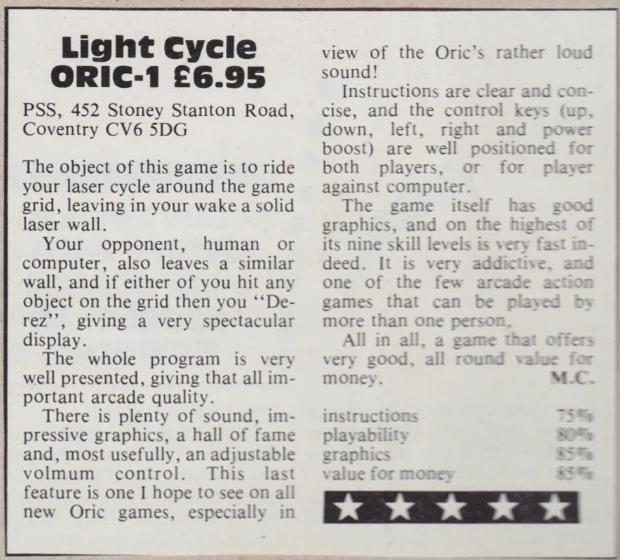 Light Cycle
ORIC-1 £6.95
PSS, 452 Stoney Stanton Road,
Coventry CV6 5DG
The object of this game is to ride
your laser cycle around the game
grid, leaving in your wake a solid
laser wall.
Your opponent, human or
computer, also leaves a similar
wall, and if either of you hit any
object on the grid then you “De-
rez”, giving a very spectacular
display.
The whole program is very
well presented, giving that all im-
portant arcade quality.
There is plenty of sound, im-
pressive graphics, a hall of fame
and, most usefully, an adjustable
volmum control. This last
feature is one I hope to see on all
new Oric games, especially in
view of the Oric's rather loud
sound!
Instructions are clear and con-
cise, and the control keys (up,
down, left, right and power
boost) are well positioned for
both players, or for player
against computer.
The game itself has good
graphics, and on the highest of
its nine skill levels is very fast in-
deed. It is very addictive, and
one of the few arcade action
games that can be played by
more than one person.
All in all, a game that offers
very good, all round value for
money. M.C.
instructions 75%
playability 80%
graphics 85%
value for money 85%